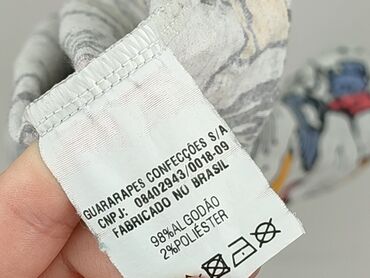 GUARARAPES CONFECÇÕES S/A
CNPJ: 08402943/0018-09
FABRICADO NO BRASIL
98%ALGODÃO
2%POLIÉSTER